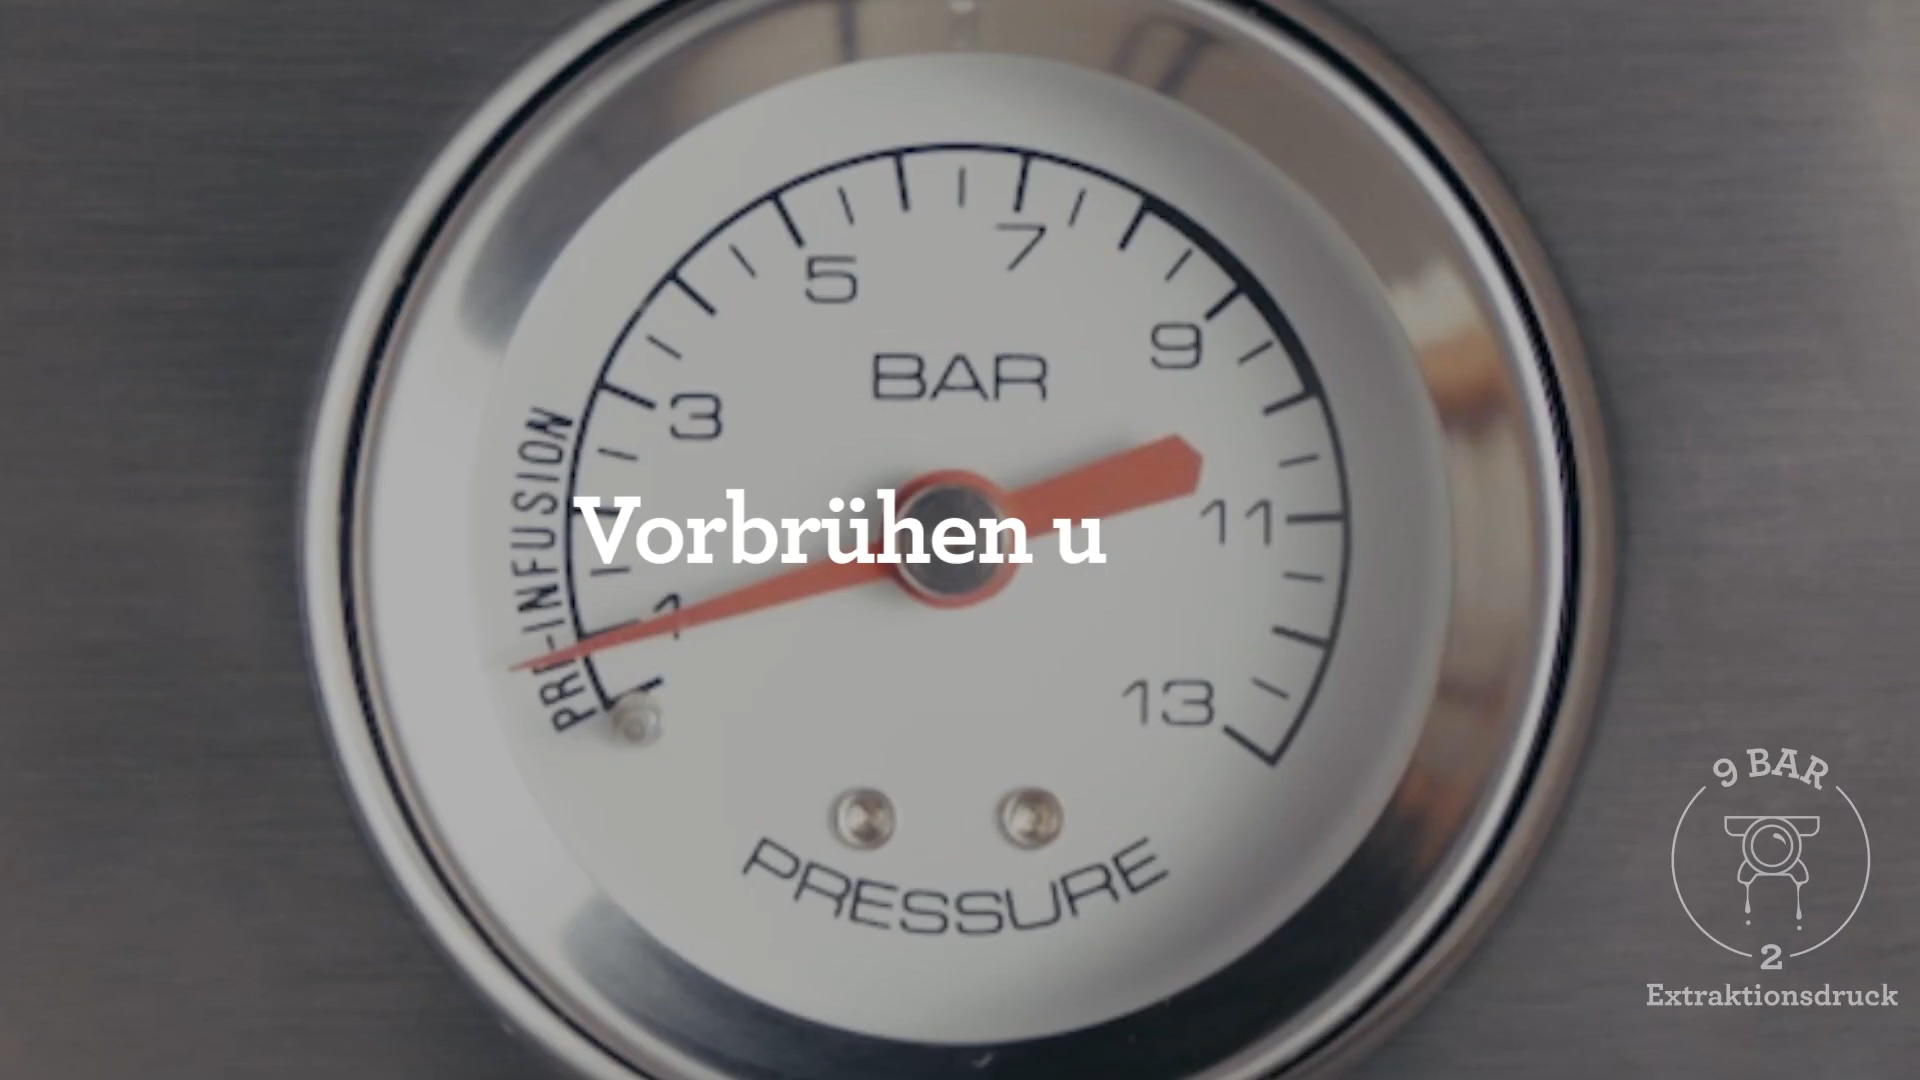 7
5
9
BAR
3
PRE-INFUSION
Vorbrühen u
11
1
13
PRESSURE
9 BAR
2
Extraktionsdruck